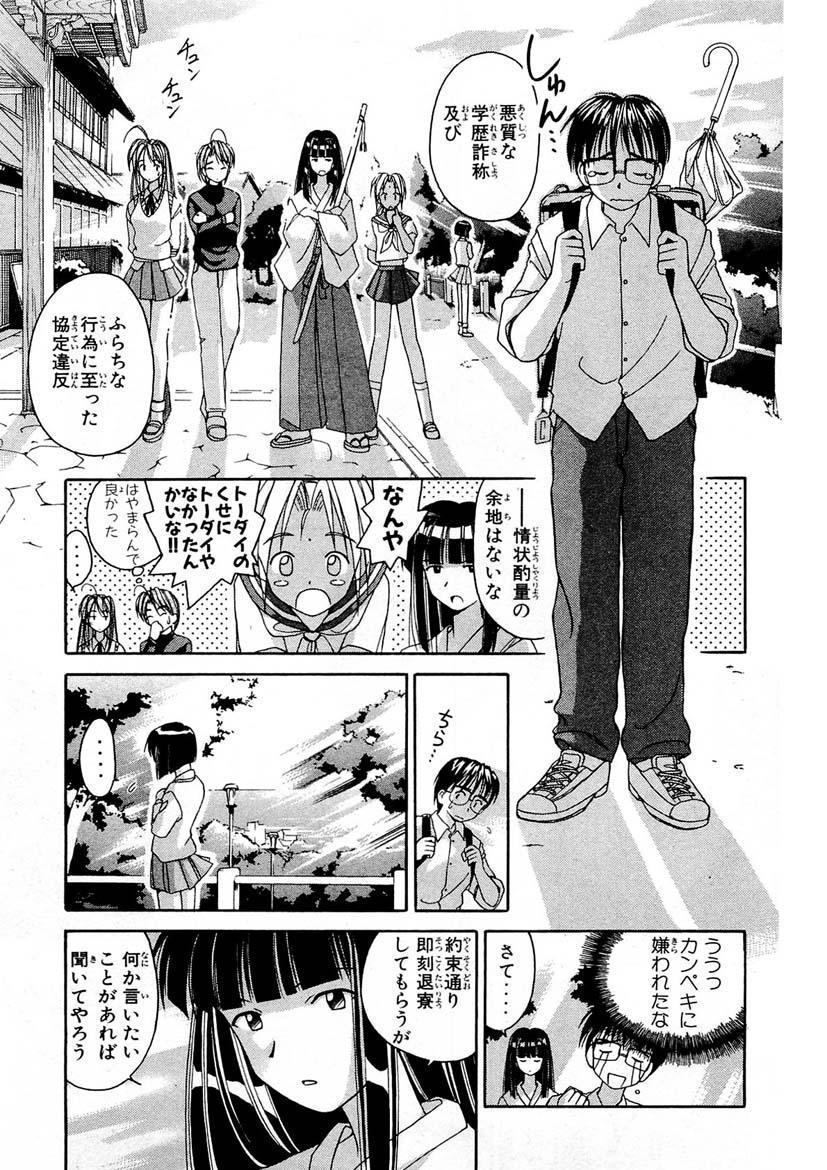 しゅん…
悪質な
学歴詐称
及び
チュン
チュン
ふらちな
行為に至った
協定違反
――情状酌量の
余地はないな
なんや
トーダイの
くせに
トーダイや
なかったん
かいな!!
はやまらんで
良かった
・・・
ちら…
・・・・
ううっ
カンペキに
嫌われたな
さて・・・・
約束通り
即刻退寮
してもらうが
何か言いたい
ことがあれば
聞いてやろう